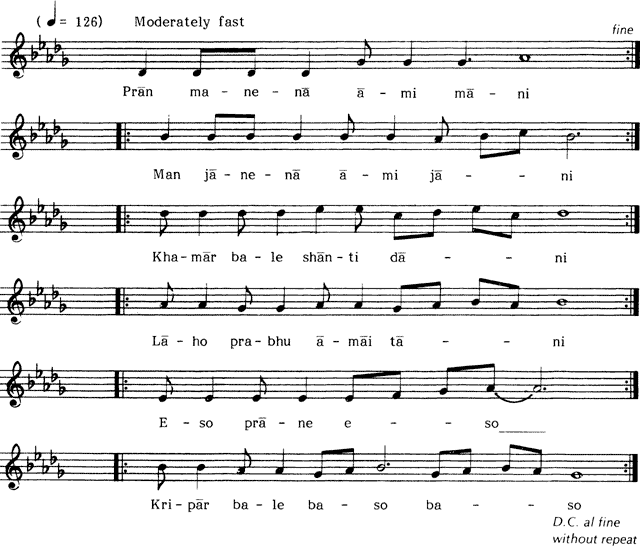 (♩= 126) Moderately fast
fine
Prān ma-ne-nā ā-mi mā-ni
Man jā-ne-nā ā-mi jā-ni
Kha-mār ba-le shān-ti dā-ni
Lā-ho pra-bhu ā-māi tā-ni
E-so prā-ne e-so____
Kri-pār ba-le ba-so ba-so
D.C. al fine
without repeat